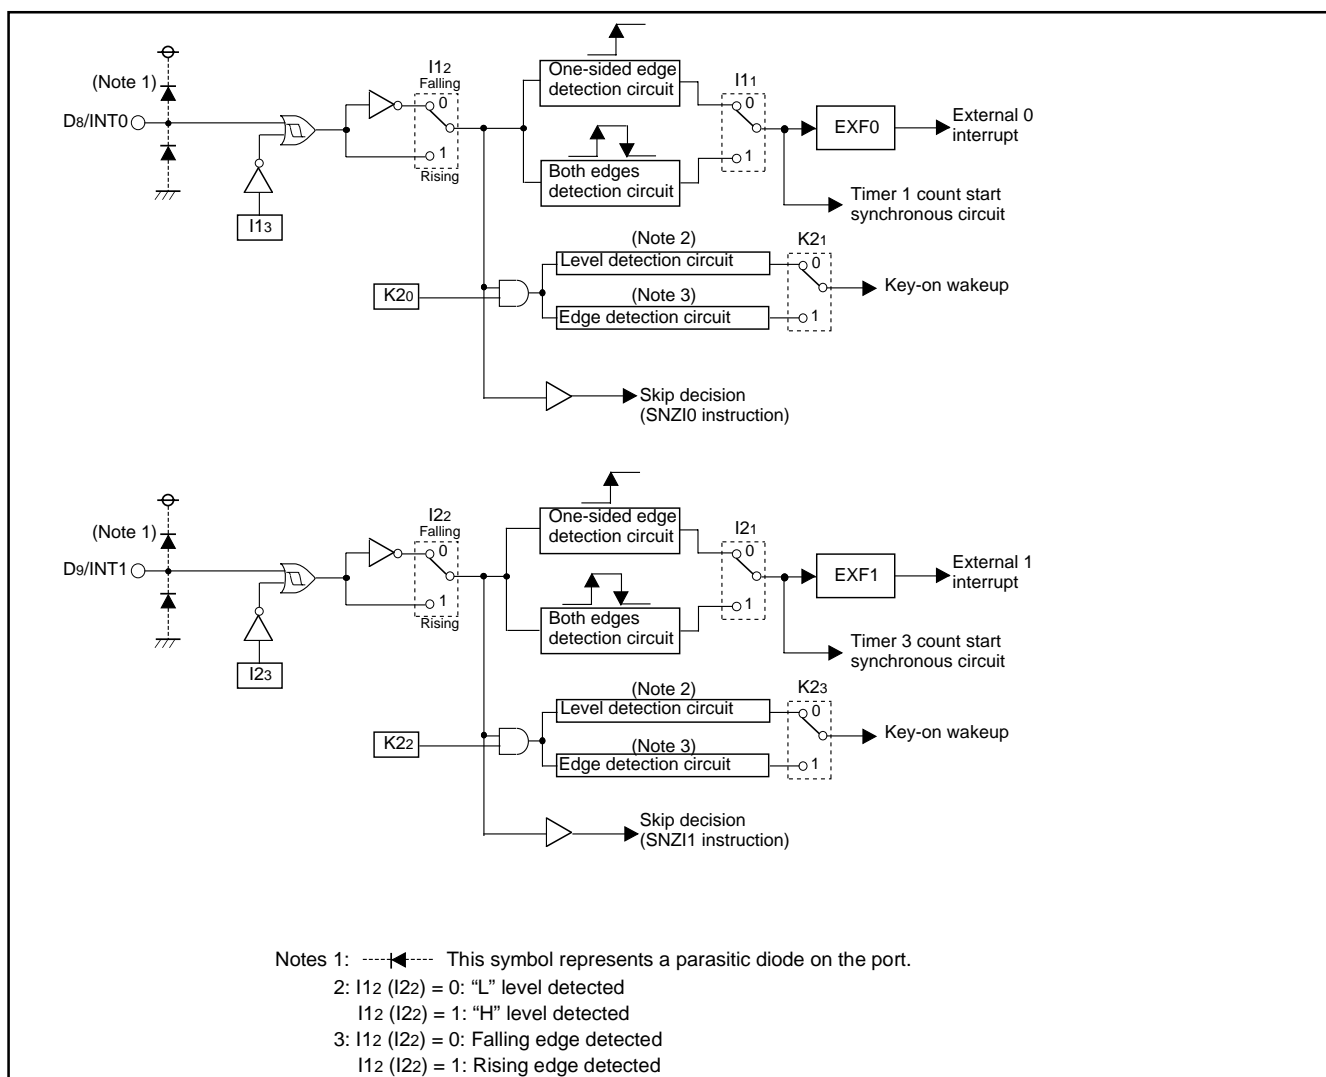 (Note 1)
D8/INT0
I13
I12
Falling
0
1
Rising
One-sided edge
detection circuit
Both edges
detection circuit
I11
0
1
EXF0
External 0
interrupt
Timer 1 count start
synchronous circuit
K20
(Note 2)
Level detection circuit
(Note 3)
Edge detection circuit
K21
0
1
Key-on wakeup
Skip decision
(SNZI0 instruction)
(Note 1)
D9/INT1
I23
I22
Falling
0
1
Rising
One-sided edge
detection circuit
Both edges
detection circuit
I21
0
1
EXF1
External 1
interrupt
Timer 3 count start
synchronous circuit
K22
(Note 2)
Level detection circuit
(Note 3)
Edge detection circuit
K23
0
1
Key-on wakeup
Skip decision
(SNZI1 instruction)
Notes 1: This symbol represents a parasitic diode on the port.
2: I12 (I22) = 0: “L” level detected
I12 (I22) = 1: “H” level detected
3: I12 (I22) = 0: Falling edge detected
I12 (I22) = 1: Rising edge detected